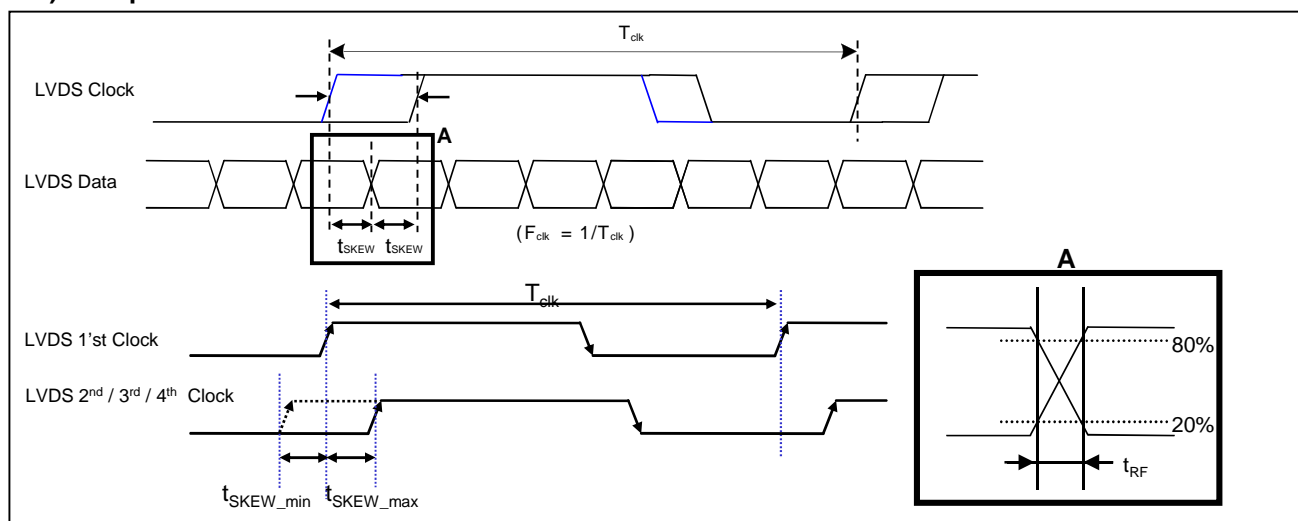 T clk
LVDS Clock
A
LVDS Data
tSKEW tSKEW
(Fclk = 1/Tclk)
A
Tclk
LVDS 1'st Clock
80%
LVDS 2nd / 3rd / 4th Clock
20%
tRF
tSKEW_min tSKEW_max